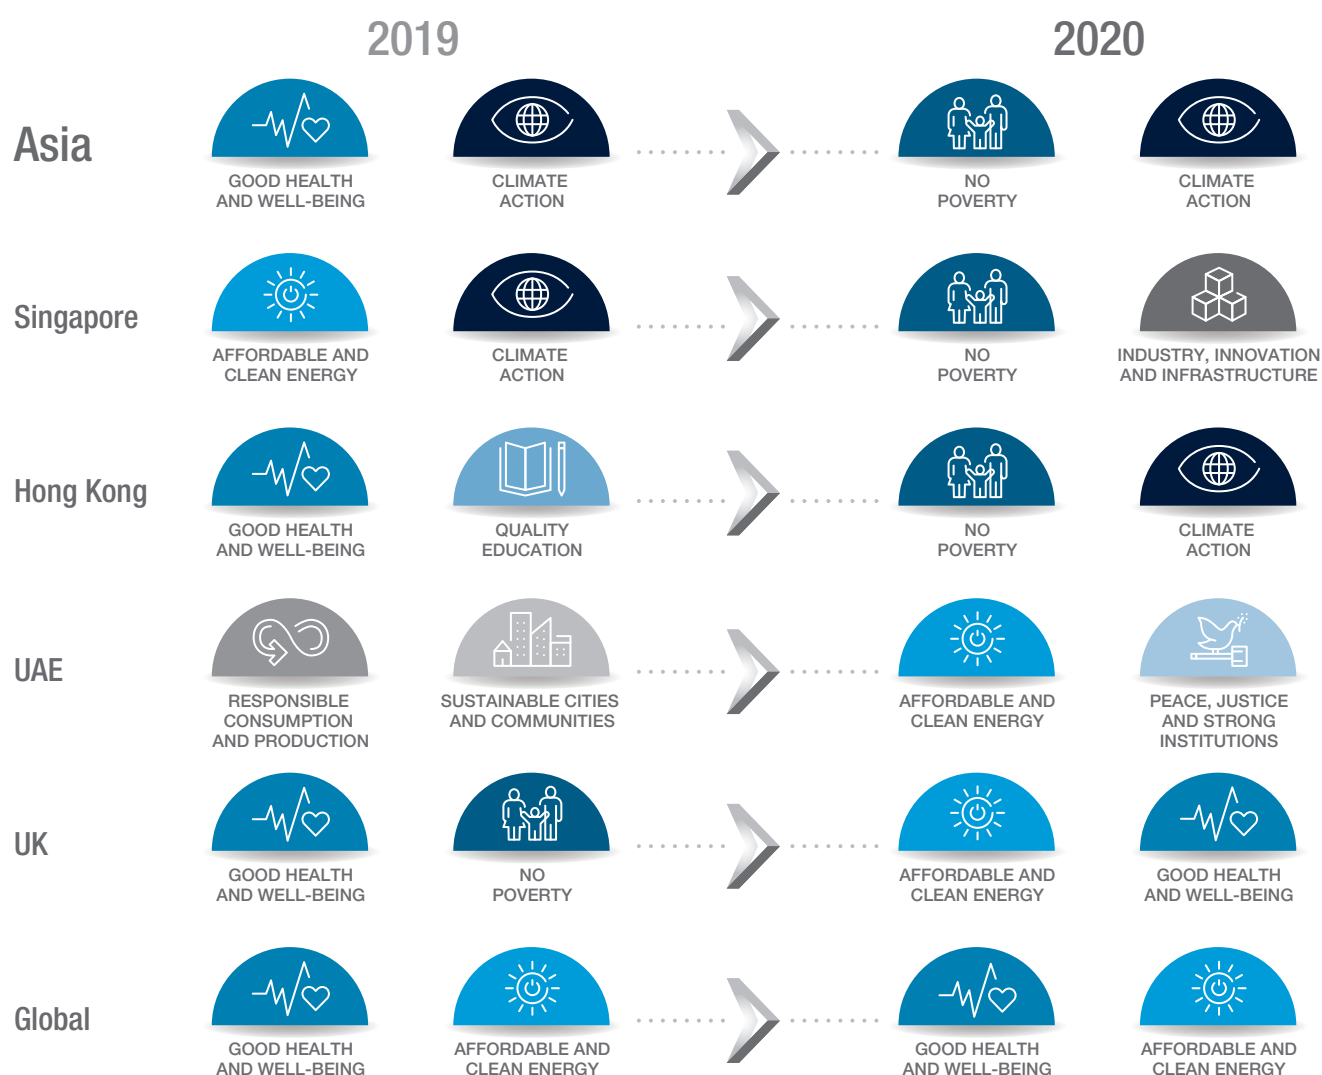 2019
2020
Asia
GOOD HEALTH
AND WELL-BEING
CLIMATE
ACTION
NO
POVERTY
CLIMATE
ACTION
Singapore
AFFORDABLE AND
CLEAN ENERGY
CLIMATE
ACTION
NO
POVERTY
INDUSTRY, INNOVATION
AND INFRASTRUCTURE
Hong Kong
GOOD HEALTH
AND WELL-BEING
QUALITY
EDUCATION
NO
POVERTY
CLIMATE
ACTION
UAE
RESPONSIBLE
CONSUMPTION
AND PRODUCTION
SUSTAINABLE CITIES
AND COMMUNITIES
AFFORDABLE AND
CLEAN ENERGY
PEACE, JUSTICE
AND STRONG
INSTITUTIONS
UK
GOOD HEALTH
AND WELL-BEING
NO
POVERTY
AFFORDABLE AND
CLEAN ENERGY
GOOD HEALTH
AND WELL-BEING
Global
GOOD HEALTH
AND WELL-BEING
AFFORDABLE AND
CLEAN ENERGY
GOOD HEALTH
AND WELL-BEING
AFFORDABLE AND
CLEAN ENERGY